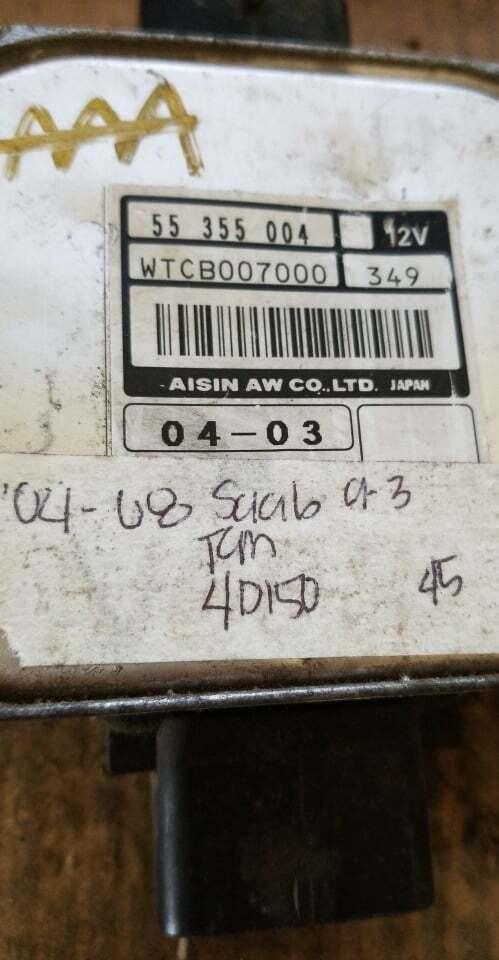 AAA
55 355 004 12V
WTCB007000 349
AISIN AW CO.,LTD. JAPAN
04-03
'04-08 Saab 9-3
TCM
4D150 45